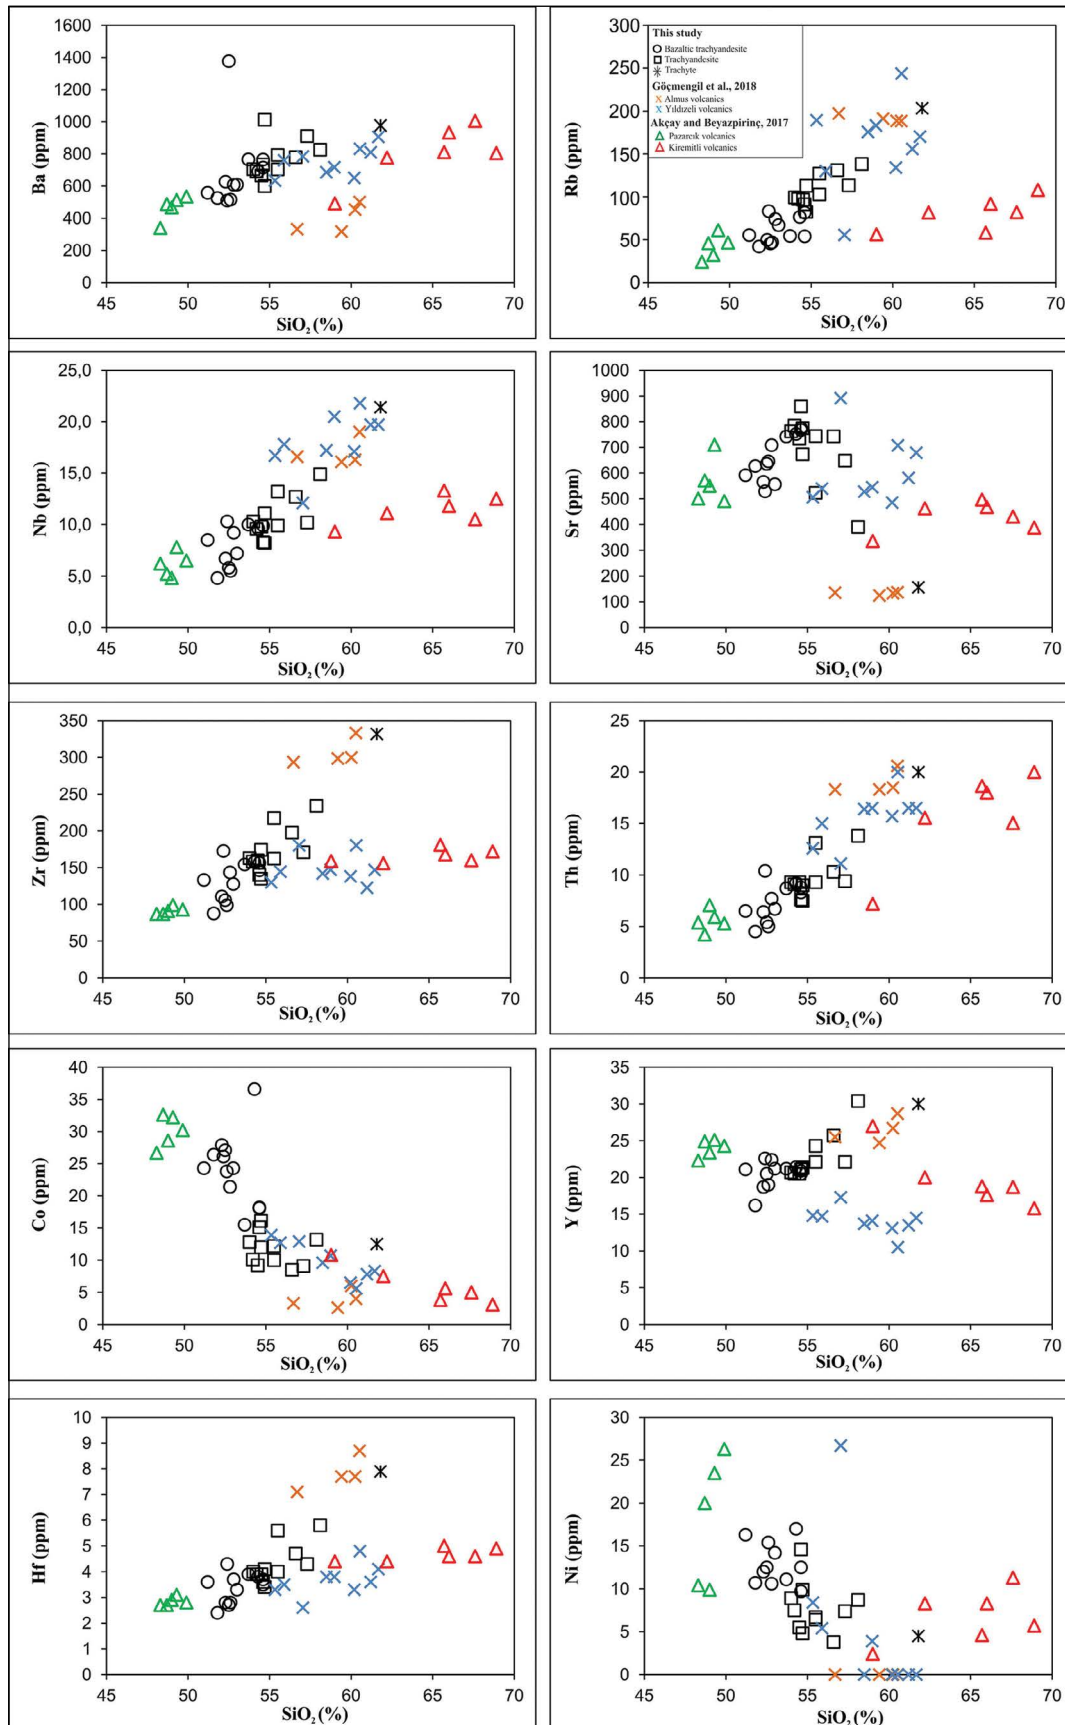 1600
1400
1200
1000
800
600
400
200
0
Ba (ppm)
45 50 55 60 65 70
SiO2 (%)
300
250
200
150
100
50
0
Rb (ppm)
This study
Bazaltic trachyandesite
Trachyandesite
Trachyte
Göçmengil et al., 2018
Almus volcanics
Yıldızeli volcanics
Akçay and Beyazpirinç, 2017
Pazarcık volcanics
Kiremitli volcanics
45 50 55 60 65 70
SiO2 (%)
25,0
20,0
15,0
10,0
5,0
0,0
Nb (ppm)
45 50 55 60 65 70
SiO2 (%)
1000
900
800
700
600
500
400
300
200
100
0
Sr (ppm)
45 50 55 60 65 70
SiO2 (%)
350
300
250
200
150
100
50
0
Zr (ppm)
45 50 55 60 65 70
SiO2 (%)
25
20
15
10
5
0
Th (ppm)
45 50 55 60 65 70
SiO2 (%)
40
35
30
25
20
15
10
5
0
Co (ppm)
45 50 55 60 65 70
SiO2 (%)
35
30
25
20
15
10
5
0
Y (ppm)
45 50 55 60 65 70
SiO2 (%)
10
9
8
7
6
5
4
3
2
1
0
Hf (ppm)
45 50 55 60 65 70
SiO2 (%)
30
25
20
15
10
5
0
Ni (ppm)
45 50 55 60 65 70
SiO2 (%)